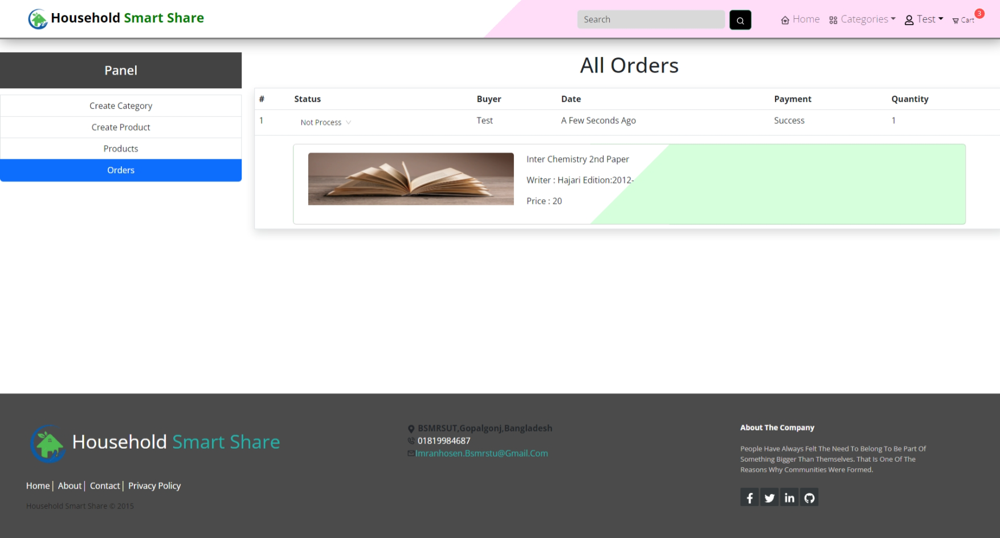 Household Smart Share
Search
Home
Categories
Test
Cart
3
Panel
Create Category
Create Product
Products
Orders
All Orders
# Status Buyer Date Payment Quantity
1 Not Process Test A Few Seconds Ago Success 1
Inter Chemistry 2nd Paper
Writer : Hajari Edition:2012-
Price : 20
Household Smart Share
Home| About| Contact| Privacy Policy
Household Smart Share © 2015
BSMRSUT,Gopalgonj,Bangladesh
01819984687
Imranhosen.Bsmrstu@Gmail.Com
About The Company
People Have Always Felt The Need To Belong To Be Part Of
Something Bigger Than Themselves. That Is One Of The
Reasons Why Communities Were Formed.